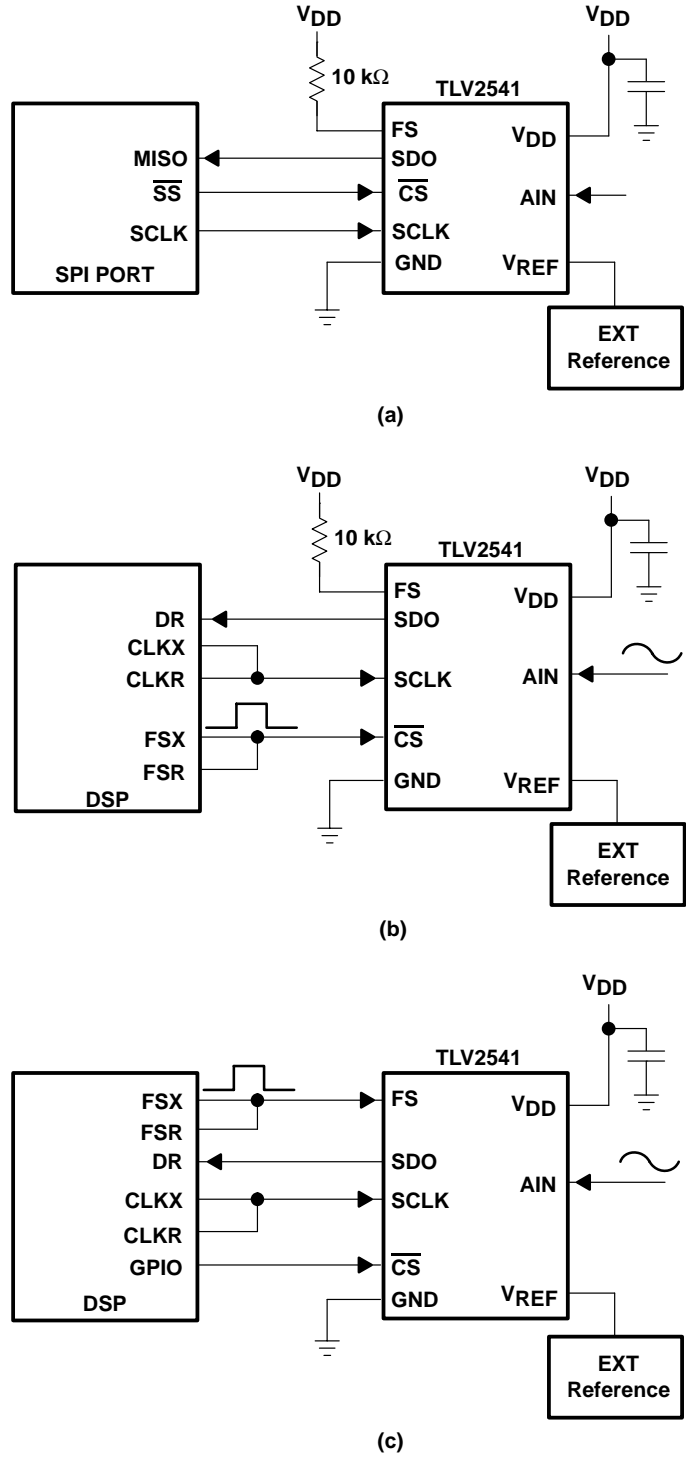 VDD
VDD
10 kΩ
TLV2541
FS
VDD
MISO
SDO
SS
CS
AIN
SCLK
SCLK
GND
VREF
SPI PORT
EXT
Reference
(a)
VDD
VDD
10 kΩ
TLV2541
FS
VDD
DR
SDO
CLKX
CLKR
SCLK
AIN
FSX
CS
FSR
GND
VREF
DSP
EXT
Reference
(b)
VDD
TLV2541
FSX
FS
VDD
FSR
DR
SDO
AIN
CLKX
SCLK
CLKR
GPIO
CS
GND
VREF
DSP
EXT
Reference
(c)